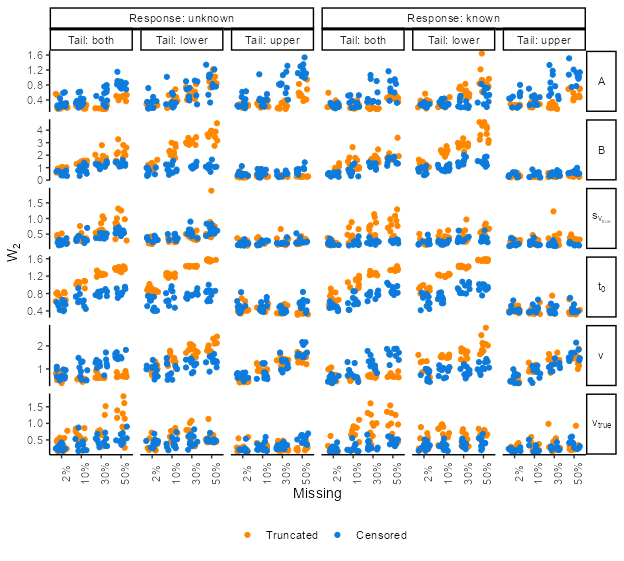 Response: unknown Response: known
Tail: both Tail: lower Tail: upper Tail: both Tail: lower Tail: upper
1.6
1.2
0.8
0.4
A
4
3
2
1
0
B
1.5
1.0
0.5
s_v_true
W2
1.6
1.2
0.8
0.4
t0
2
1
v
1.5
1.0
0.5
vtrue
2% 10% 30% 50% 2% 10% 30% 50% 2% 10% 30% 50% 2% 10% 30% 50% 2% 10% 30% 50% 2% 10% 30% 50%
Missing
Truncated Censored